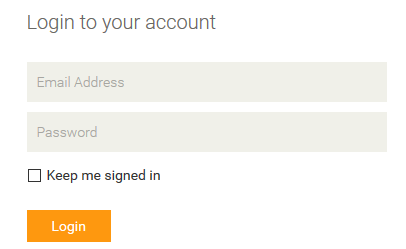 Login to your account
Email Address
Password
Keep me signed in
Login